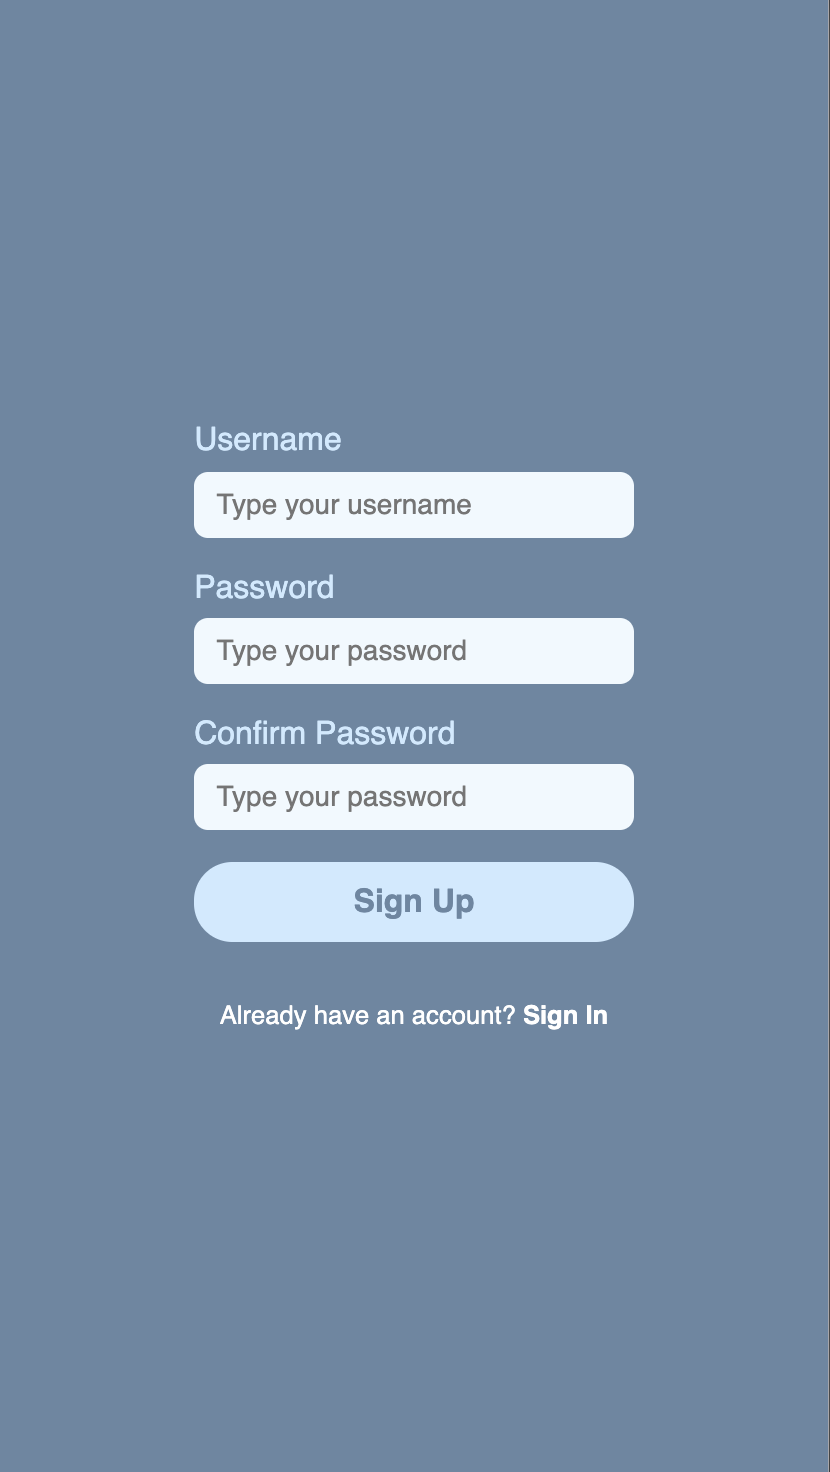 Username
Type your username
Password
Type your password
Confirm Password
Type your password
Sign Up
Already have an account? Sign In